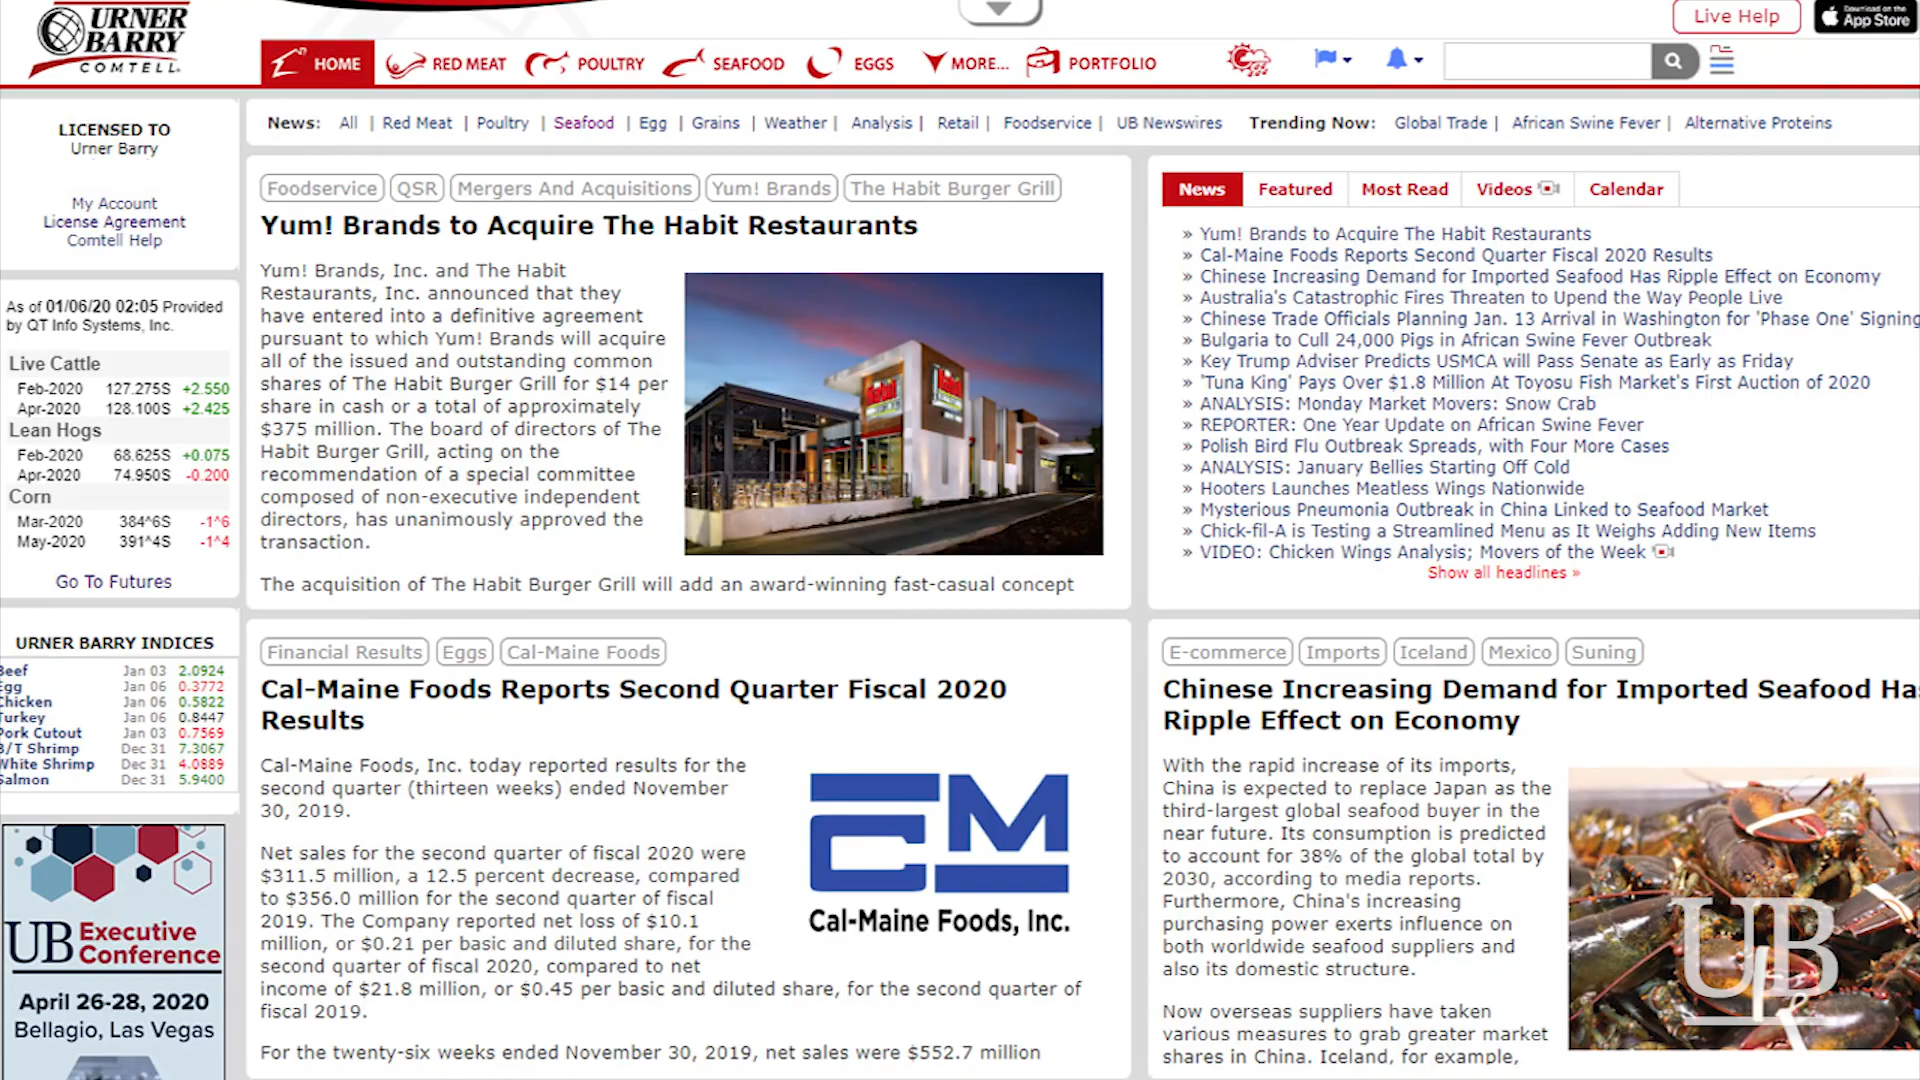 URNER
BARRY
COMTELL
Live Help
Download on the
App Store
HOME
RED MEAT
POULTRY
SEAFOOD
EGGS
MORE...
PORTFOLIO
LICENSED TO
Urner Barry
My Account
License Agreement
Comtell Help
News: All | Red Meat | Poultry | Seafood | Egg | Grains | Weather | Analysis | Retail | Foodservice | UB Newswires Trending Now: Global Trade | African Swine Fever | Alternative Proteins
As of 01/06/20 02:05 Provided
by QT Info Systems, Inc.
Live Cattle
Feb-2020 127.275S +2.550
Apr-2020 128.100S +2.425
Lean Hogs
Feb-2020 68.625S +0.075
Apr-2020 74.950S -0.200
Corn
Mar-2020 384^6S -1^6
May-2020 391^4S -1^4
Go To Futures
URNER BARRY INDICES
Beef Jan 03 2.0924
Egg Jan 06 0.3772
Chicken Jan 06 0.5822
Turkey Jan 06 0.8447
Pork Cutout Jan 03 0.7569
B/T Shrimp Dec 31 7.3067
White Shrimp Dec 31 4.0889
Salmon Dec 31 5.9400
UB Executive
Conference
April 26-28, 2020
Bellagio, Las Vegas
Foodservice QSR Mergers And Acquisitions Yum! Brands The Habit Burger Grill
Yum! Brands to Acquire The Habit Restaurants
Yum! Brands, Inc. and The Habit
Restaurants, Inc. announced that they
have entered into a definitive agreement
pursuant to which Yum! Brands will acquire
all of the issued and outstanding common
shares of The Habit Burger Grill for $14 per
share in cash or a total of approximately
$375 million. The board of directors of The
Habit Burger Grill, acting on the
recommendation of a special committee
composed of non-executive independent
directors, has unanimously approved the
transaction.
The acquisition of The Habit Burger Grill will add an award-winning fast-casual concept
News Featured Most Read Videos Calendar
» Yum! Brands to Acquire The Habit Restaurants
» Cal-Maine Foods Reports Second Quarter Fiscal 2020 Results
» Chinese Increasing Demand for Imported Seafood Has Ripple Effect on Economy
» Australia's Catastrophic Fires Threaten to Upend the Way People Live
» Chinese Trade Officials Planning Jan. 13 Arrival in Washington for 'Phase One' Signing
» Bulgaria to Cull 24,000 Pigs in African Swine Fever Outbreak
» Key Trump Adviser Predicts USMCA will Pass Senate as Early as Friday
» 'Tuna King' Pays Over $1.8 Million At Toyosu Fish Market's First Auction of 2020
» ANALYSIS: Monday Market Movers: Snow Crab
» REPORTER: One Year Update on African Swine Fever
» Polish Bird Flu Outbreak Spreads, with Four More Cases
» ANALYSIS: January Bellies Starting Off Cold
» Hooters Launches Meatless Wings Nationwide
» Mysterious Pneumonia Outbreak in China Linked to Seafood Market
» Chick-fil-A is Testing a Streamlined Menu as It Weighs Adding New Items
» VIDEO: Chicken Wings Analysis; Movers of the Week
Show all headlines »
Financial Results Eggs Cal-Maine Foods
Cal-Maine Foods Reports Second Quarter Fiscal 2020
Results
Cal-Maine Foods, Inc. today reported results for the
second quarter (thirteen weeks) ended November
30, 2019.
Net sales for the second quarter of fiscal 2020 were
$311.5 million, a 12.5 percent decrease, compared
to $356.0 million for the second quarter of fiscal
2019. The Company reported net loss of $10.1
million, or $0.21 per basic and diluted share, for the
second quarter of fiscal 2020, compared to net
income of $21.8 million, or $0.45 per basic and diluted share, for the second quarter of
fiscal 2019.
For the twenty-six weeks ended November 30, 2019, net sales were $552.7 million
CM
Cal-Maine Foods, Inc.
E-commerce Imports Iceland Mexico Suning
Chinese Increasing Demand for Imported Seafood Ha
Ripple Effect on Economy
With the rapid increase of its imports,
China is expected to replace Japan as the
third-largest global seafood buyer in the
near future. Its consumption is predicted
to account for 38% of the global total by
2030, according to media reports.
Furthermore, China's increasing
purchasing power exerts influence on
both worldwide seafood suppliers and
also its domestic structure.
Now overseas suppliers have taken
various measures to grab greater market
shares in China. Iceland, for example,
UB